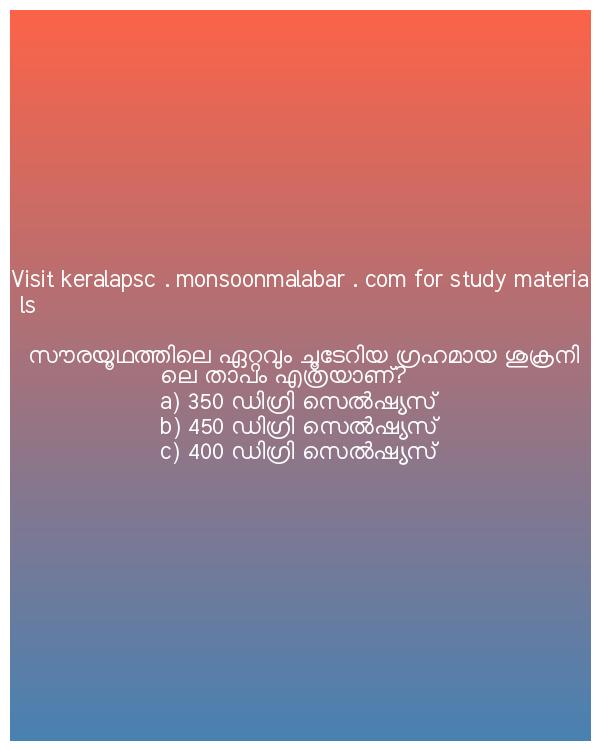 Visit keralapsc . monsoonmalabar . com for study materia
ls
സൗരയൂഥത്തിലെ ഏറ്റവും ചൂടേറിയ ഗ്രഹമായ ശുക്രനി
ലെ താപം എത്രയാണ്?
a) 350 ഡിഗ്രി സെൽഷ്യസ്
b) 450 ഡിഗ്രി സെൽഷ്യസ്
c) 400 ഡിഗ്രി സെൽഷ്യസ്